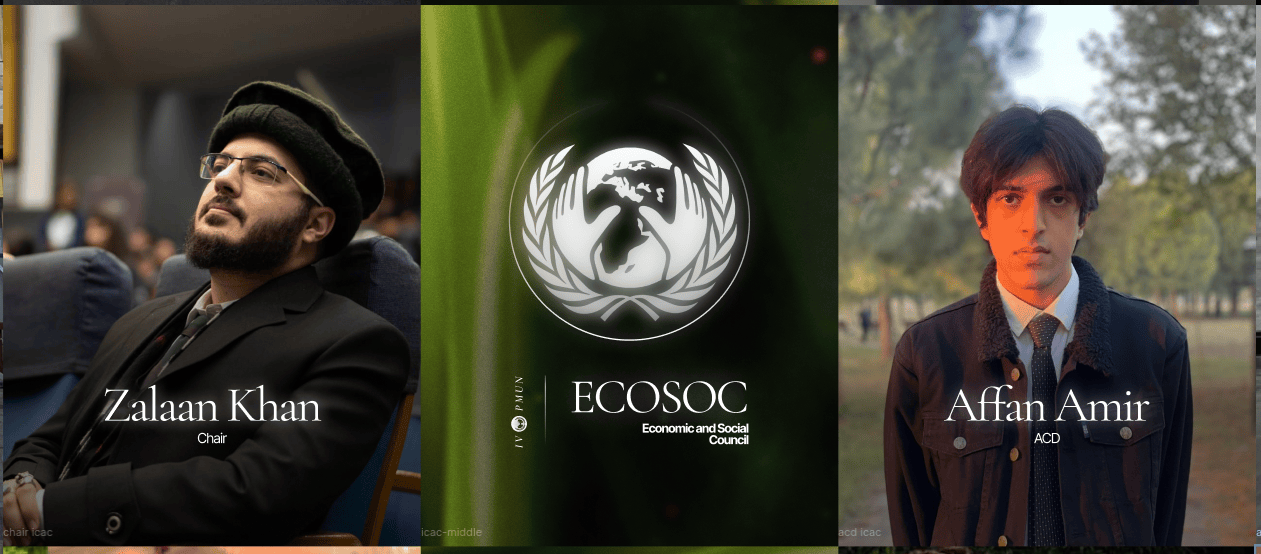 Zalaan Khan
Chair
chair icac
IV PMUN
ECOSOC
Economic and Social
Council
icac-middle
Affan Amir
ACD
acd icac